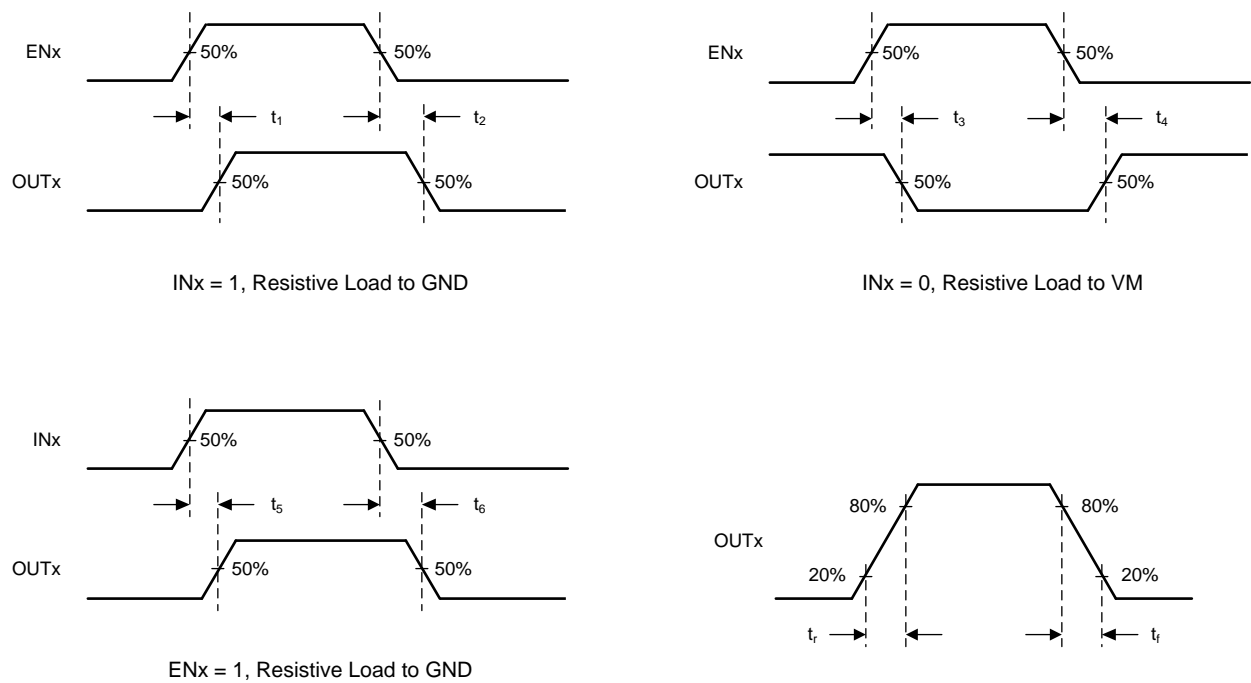 ENx
50%
50%
t1
t2
OUTx
50%
50%
INx = 1, Resistive Load to GND
ENx
50%
50%
t3
t4
OUTx
50%
50%
INx = 0, Resistive Load to VM
INx
50%
50%
t5
t6
OUTx
50%
50%
ENx = 1, Resistive Load to GND
80%
80%
OUTx
20%
20%
tr
tf